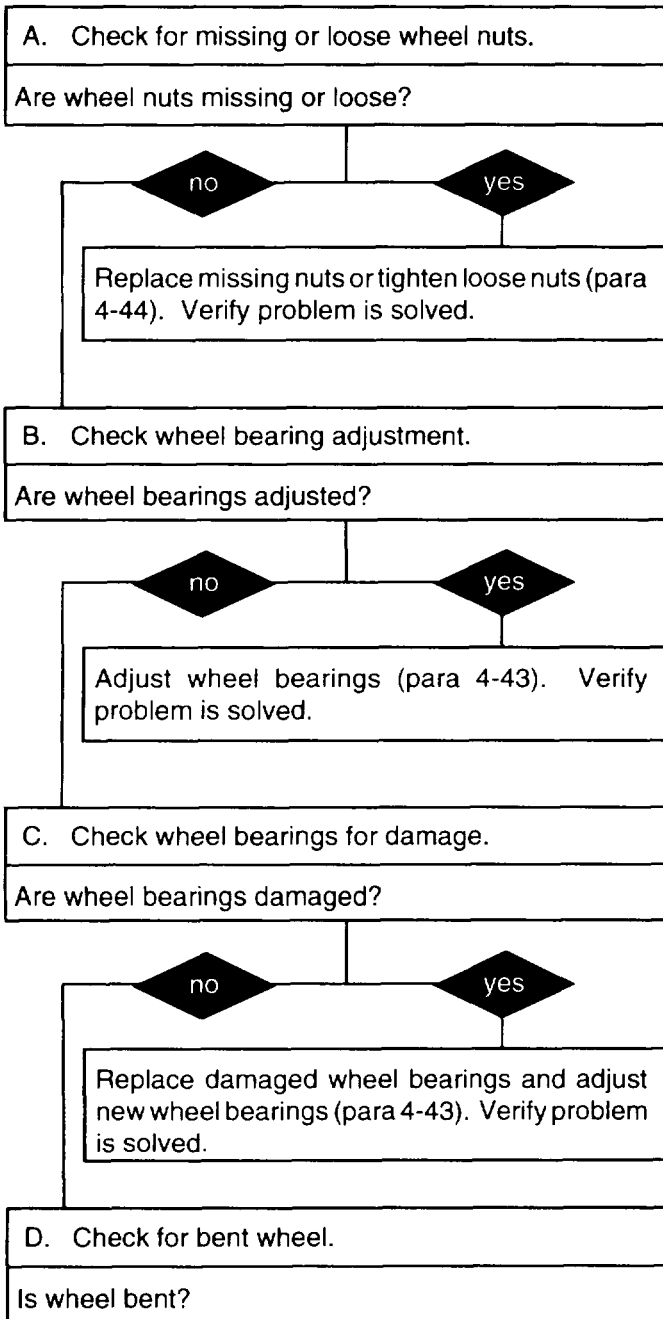 A. Check for missing or loose wheel nuts.
Are wheel nuts missing or loose?
no
yes
Replace missing nuts or tighten loose nuts (para
4-44). Verify problem is solved.
B. Check wheel bearing adjustment.
Are wheel bearings adjusted?
no
yes
Adjust wheel bearings (para 4-43). Verify
problem is solved.
C. Check wheel bearings for damage.
Are wheel bearings damaged?
no
yes
Replace damaged wheel bearings and adjust
new wheel bearings (para 4-43). Verify problem
is solved.
D. Check for bent wheel.
Is wheel bent?